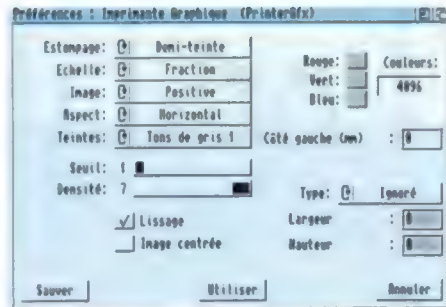 Préférences : Imprimante Graphique (PrinterGfx)
Estompage: Demi-teinte
Echelle: Fraction
Image: Positive
Aspect: Horizontal
Teintes: Tons de gris 1
Seuil: 1
Densité: 7
Lissage
Image centrée
Rouge:
Vert:
Bleu:
Couleurs:
4096
Côté gauche (mm) : 0
Type: Ignoré
Largeur : 0
Hauteur : 0
Sauver
Utiliser
Annuler